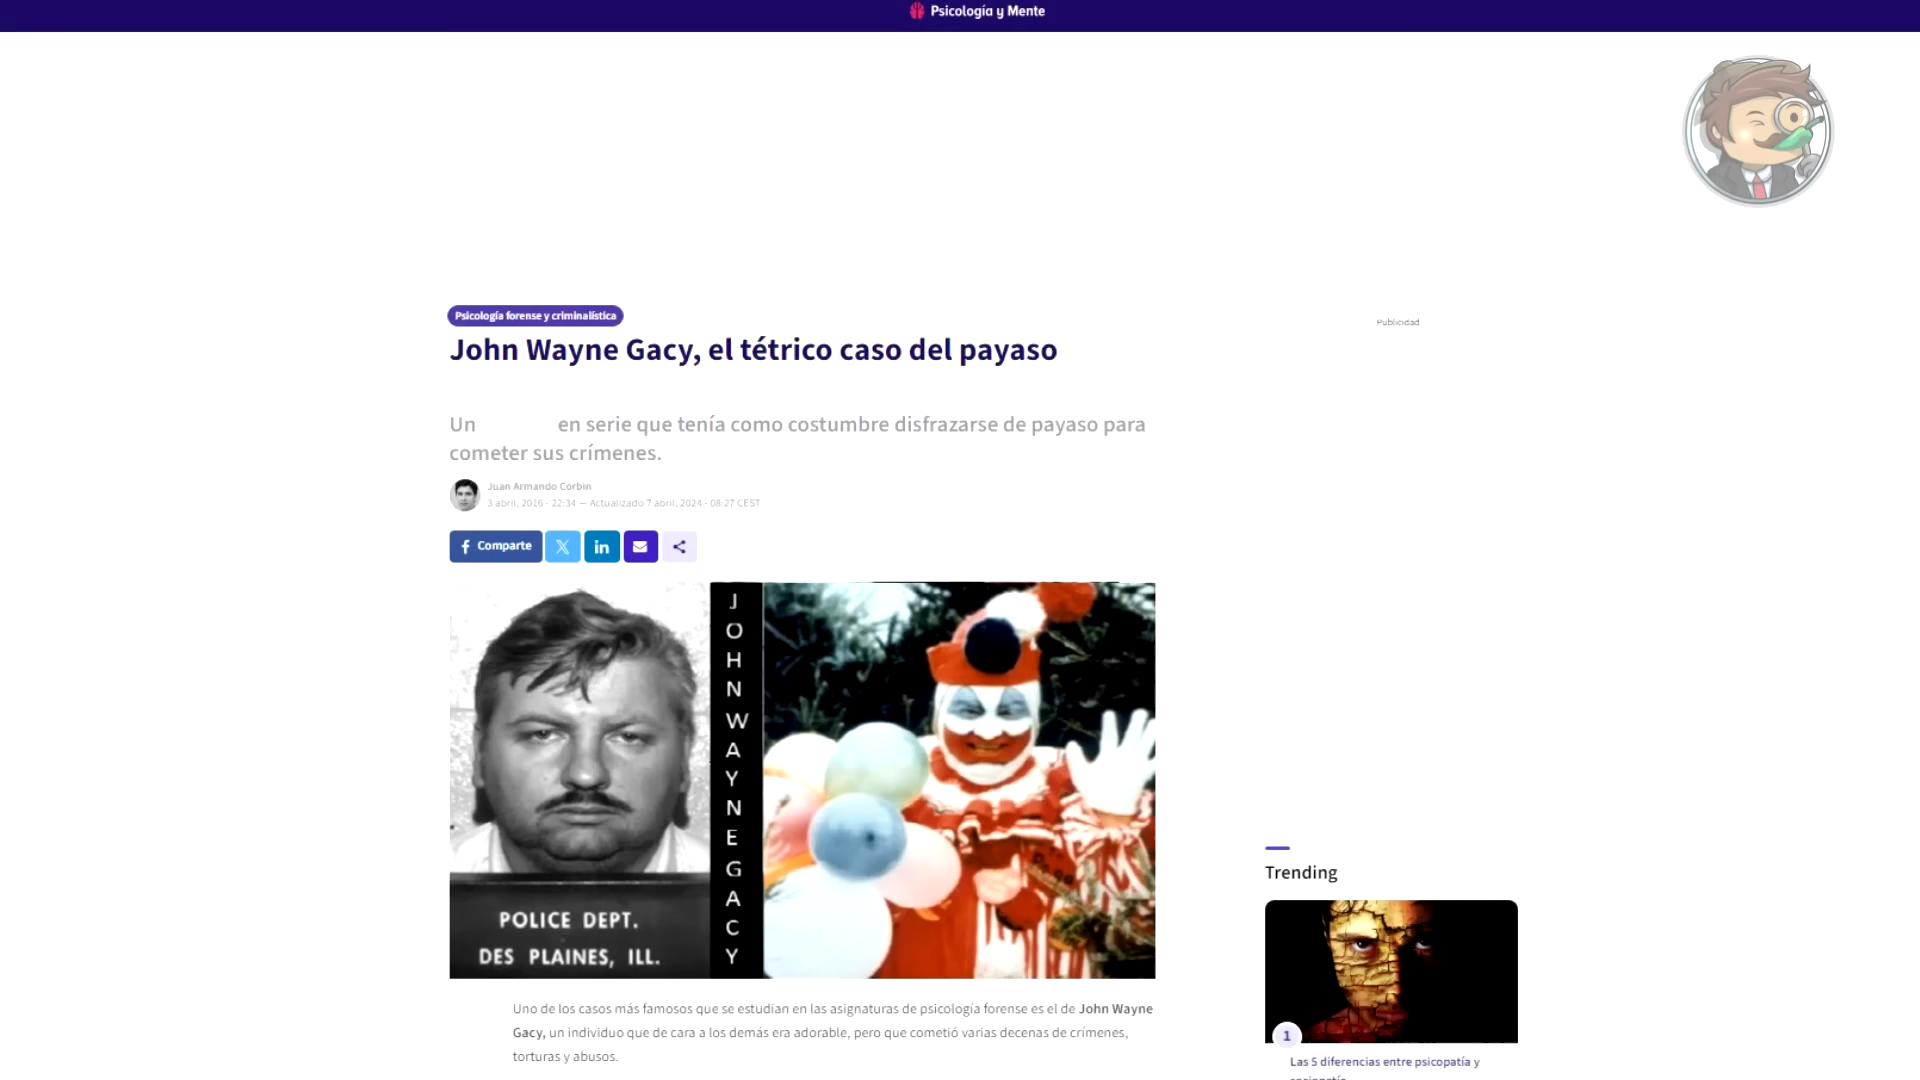 Psicología y Mente
Psicología forense y criminalística
Publicidad
John Wayne Gacy, el tétrico caso del payaso
Un en serie que tenía como costumbre disfrazarse de payaso para
cometer sus crímenes.
Juan Armando Corbin
3 abril, 2016 - 22:34 — Actualizado 7 abril, 2024 - 08:27 CEST
Comparte
POLICE DEPT.
DES PLAINES, ILL.
JOHN WAYNE GACY
Uno de los casos más famosos que se estudian en las asignaturas de psicología forense es el de John Wayne
Gacy, un individuo que de cara a los demás era adorable, pero que cometió varias decenas de crímenes,
torturas y abusos.
Trending
1
Las 5 diferencias entre psicopatía y